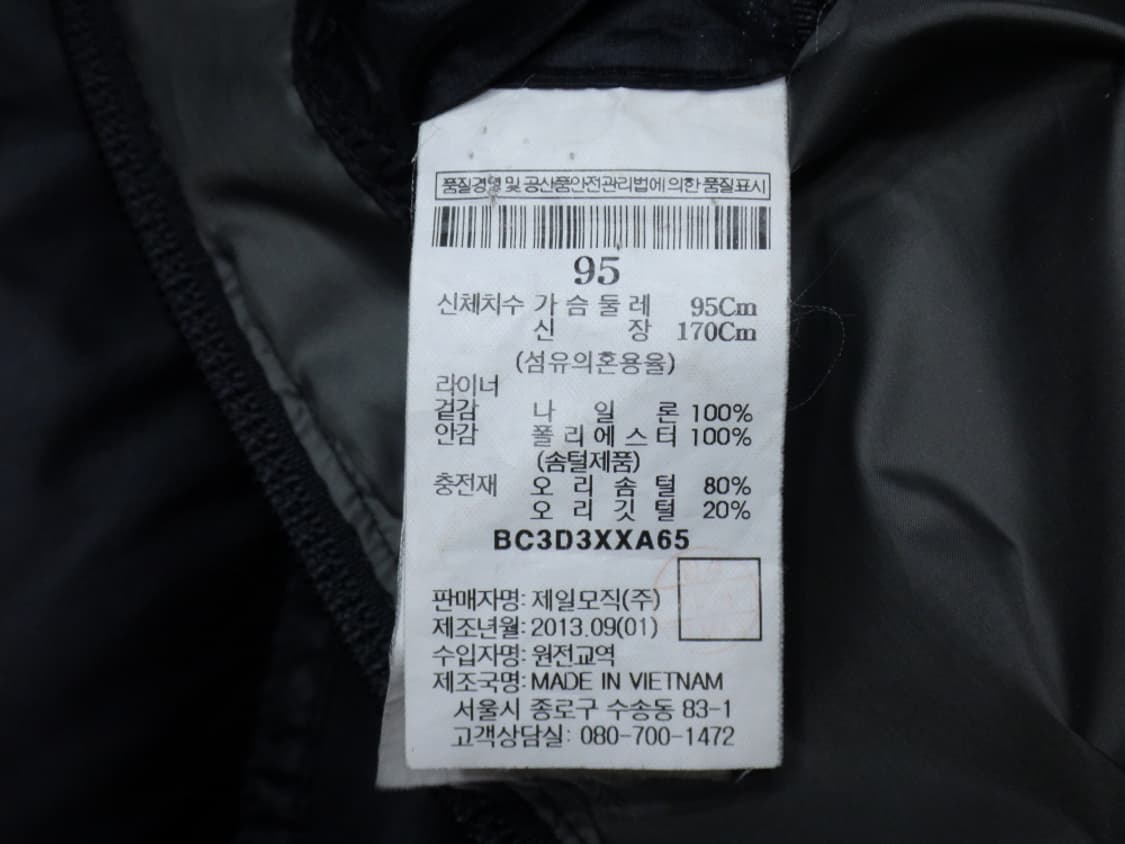 품질경영 및 공산품안전관리법에 의한 품질표시
95
신체치수 가슴둘레 95Cm
신장 170Cm
(섬유의혼용율)
라이너
겉감 나일론 100%
안감 폴리에스터 100%
(솜털제품)
충전재 오리솜털 80%
오리깃털 20%
BC3D3XXA65
판매자명: 제일모직(주)
제조년월: 2013.09(01)
수입자명: 원전교역
제조국명: MADE IN VIETNAM
서울시 종로구 수송동 83-1
고객상담실: 080-700-1472